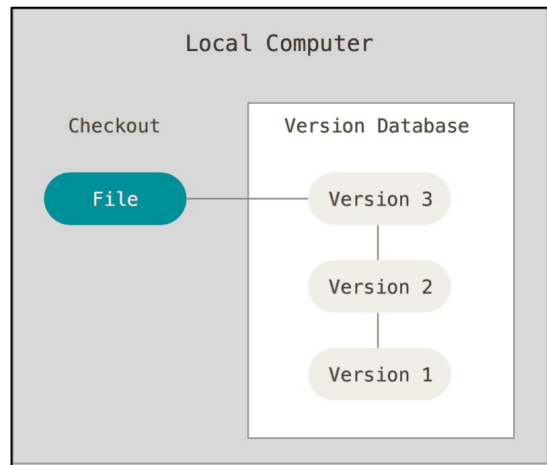 Local Computer
Checkout
Version Database
File
Version 3
Version 2
Version 1